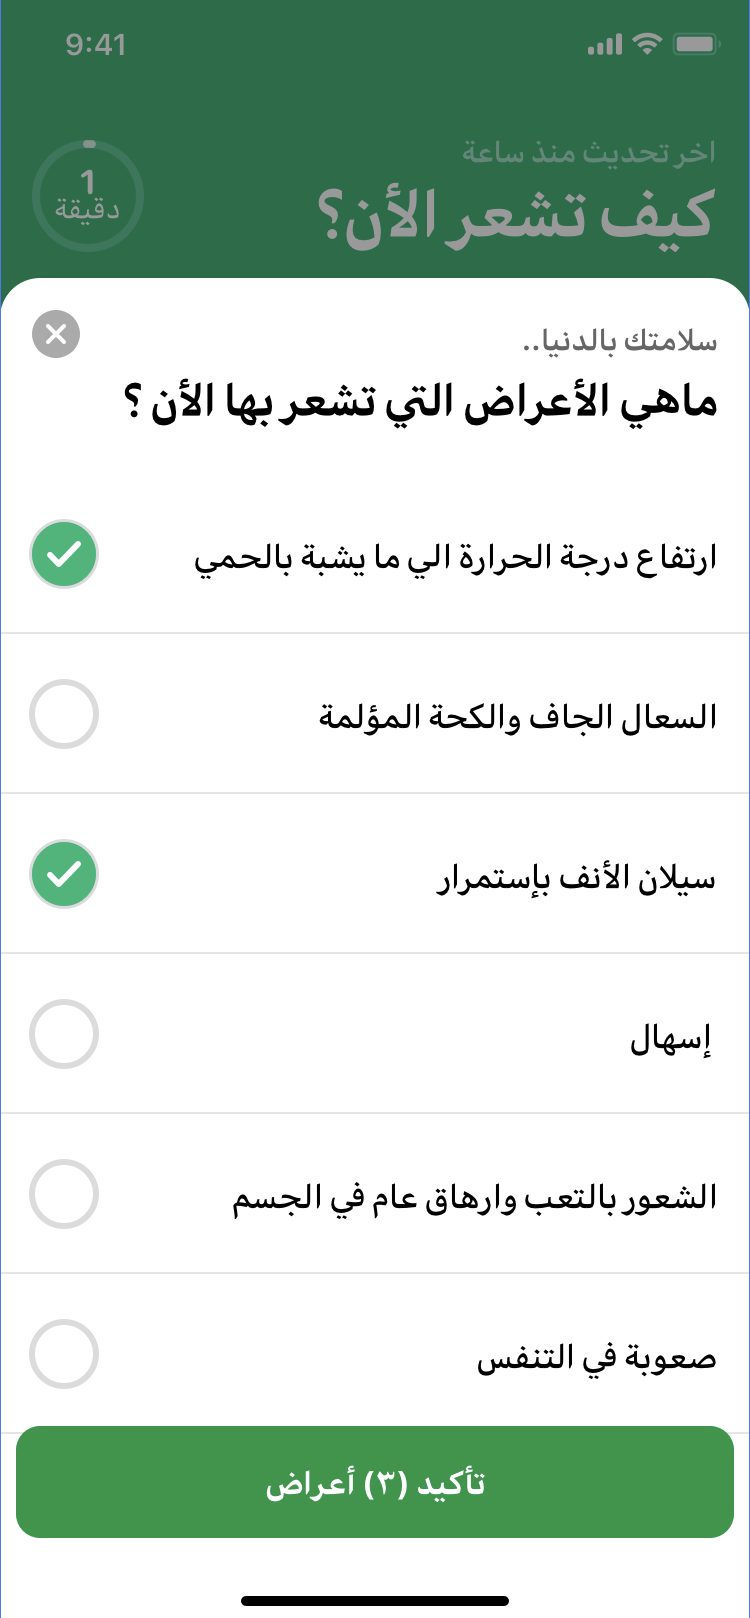 9:41
اخر تحديث منذ ساعة
كيف تشعر الأن؟
1
دقيقة
سلامتك بالدنيا..
ماهي الأعراض التي تشعر بها الأن ؟
ارتفاع درجة الحرارة الي ما يشبة بالحمي
السعال الجاف والكحة المؤلمة
سيلان الأنف بإستمرار
إسهال
الشعور بالتعب وارهاق عام في الجسم
صعوبة في التنفس
تأكيد (٣) أعراض